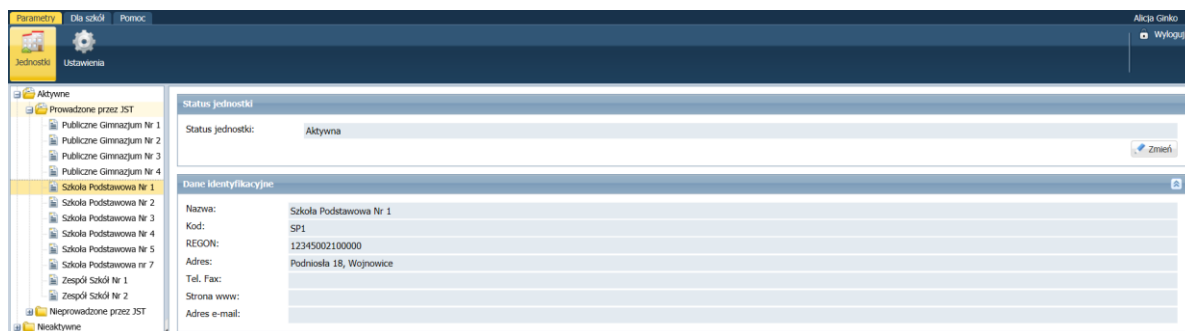 Parametry Dla szkół Pomoc Alicja Ginko
Wyloguj
Jednostki Ustawienia
Aktywne
Prowadzone przez JST
Publiczne Gimnazjum Nr 1
Publiczne Gimnazjum Nr 2
Publiczne Gimnazjum Nr 3
Publiczne Gimnazjum Nr 4
Szkoła Podstawowa Nr 1
Szkoła Podstawowa Nr 2
Szkoła Podstawowa Nr 3
Szkoła Podstawowa Nr 4
Szkoła Podstawowa Nr 5
Szkoła Podstawowa nr 7
Zespół Szkół Nr 1
Zespół Szkół Nr 2
Nieprowadzone przez JST
Nieaktywne
Status jednostki
Status jednostki: Aktywna
Zmień
Dane identyfikacyjne
Nazwa: Szkoła Podstawowa Nr 1
Kod: SP1
REGON: 12345002100000
Adres: Podniosła 18, Wojnowice
Tel. Fax:
Strona www:
Adres e-mail: